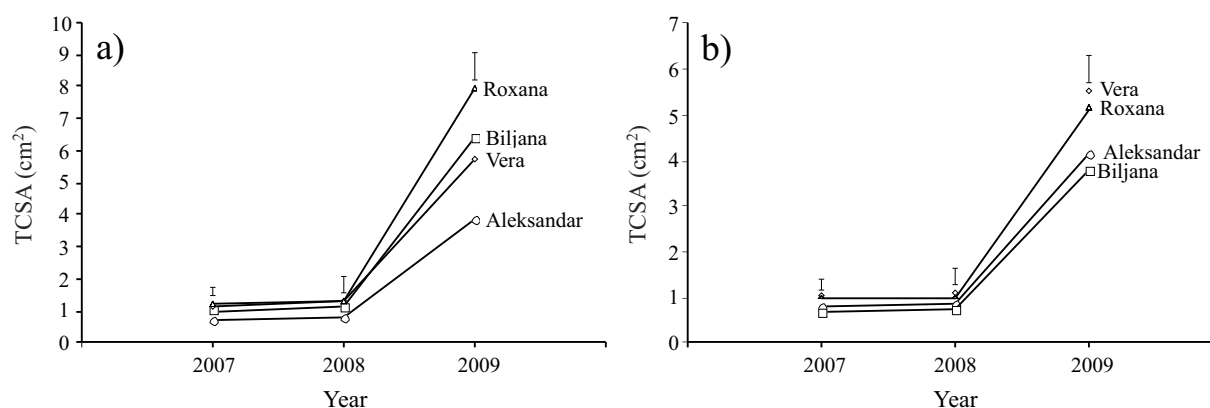 a)
TCSA (cm²)
10
9
8
7
6
5
4
3
2
1
0
Roxana
Biljana
Vera
Aleksandar
2007 2008 2009
Year
b)
TCSA (cm²)
7
6
5
4
3
2
1
0
Vera
Roxana
Aleksandar
Biljana
2007 2008 2009
Year